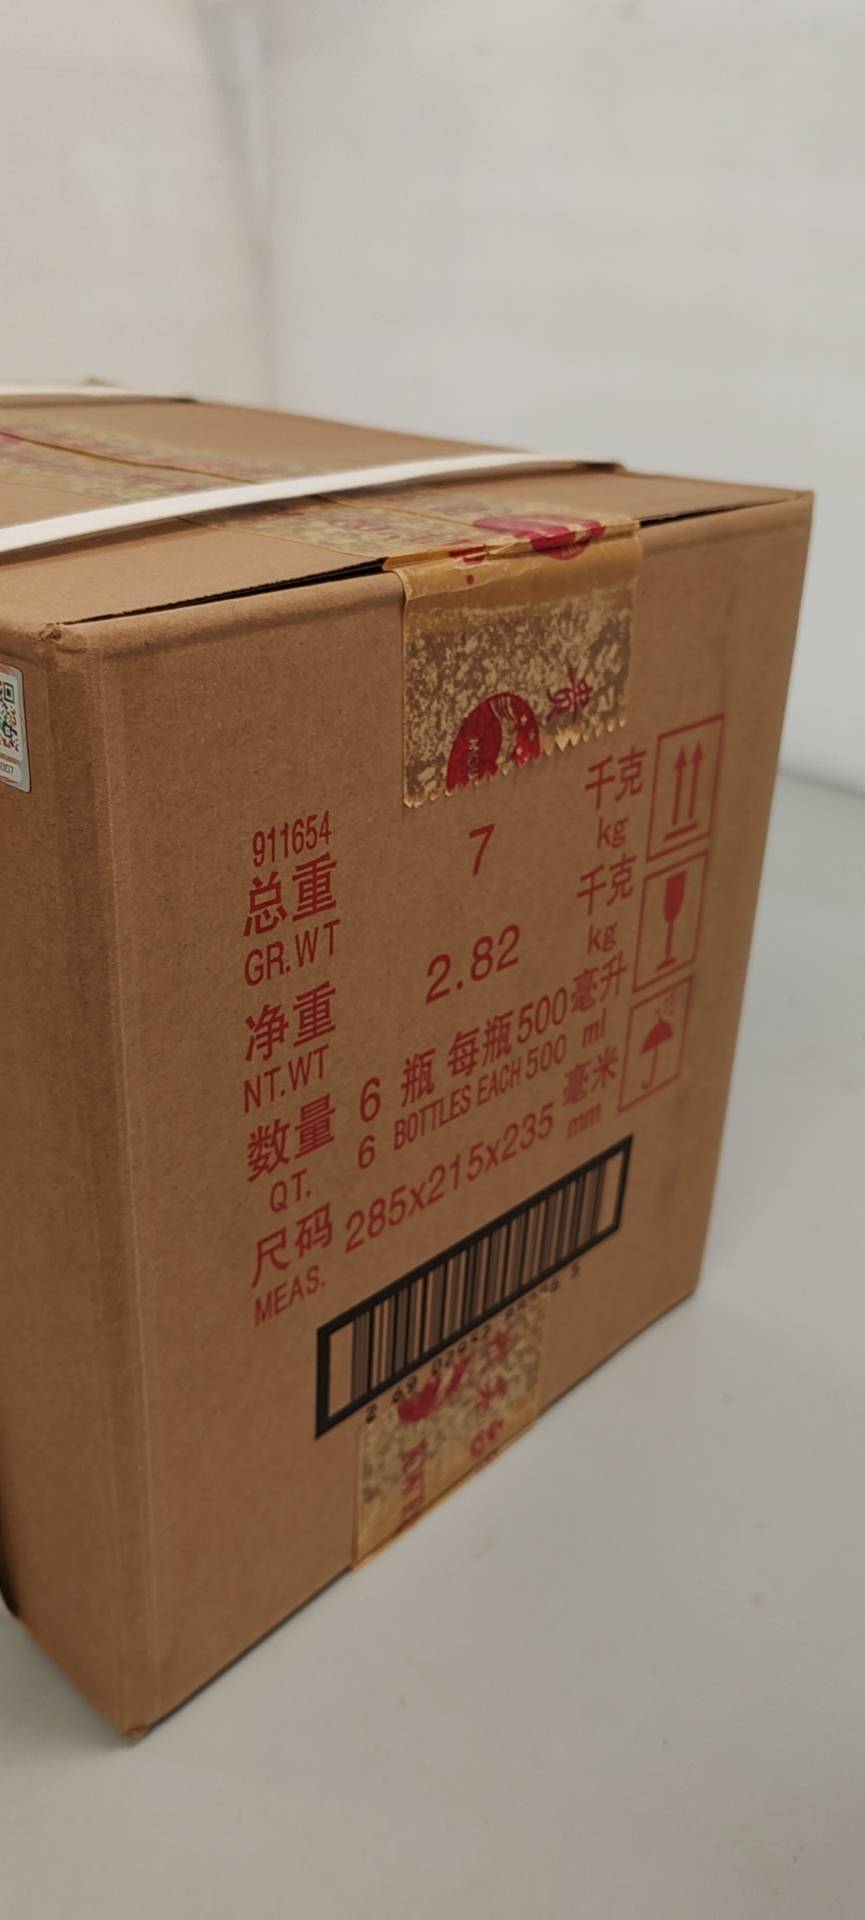 911654
总重 7 千克
GR.WT kg
净重 2.82 千克
NT.WT kg
数量 6 瓶 每瓶500毫升
QT. 6 BOTTLES EACH 500 ml
尺码 285x215x235 毫米
MEAS. mm
贵